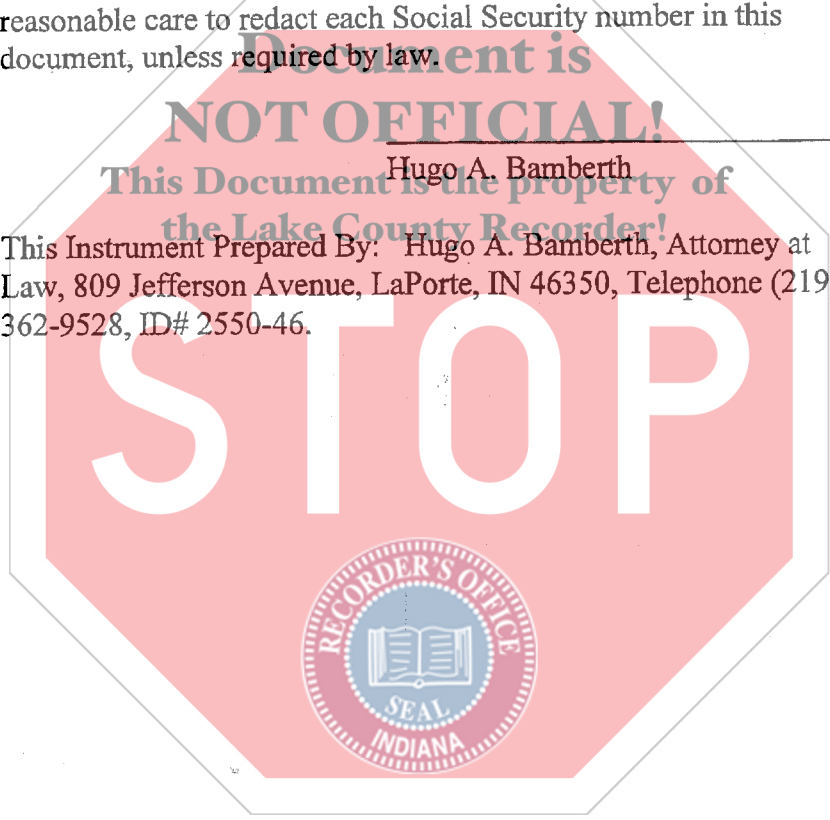 reasonable care to redact each Social Security number in this
document, unless required by law.
Document is
NOT OFFICIAL!
Hugo A. Bamberth
This Document is the property of
the Lake County Recorder!
This Instrument Prepared By: Hugo A. Bamberth, Attorney at
Law, 809 Jefferson Avenue, LaPorte, IN 46350, Telephone (219
362-9528, ID# 2550-46.
STOP
RECORDER'S OFFICE
SEAL
INDIANA